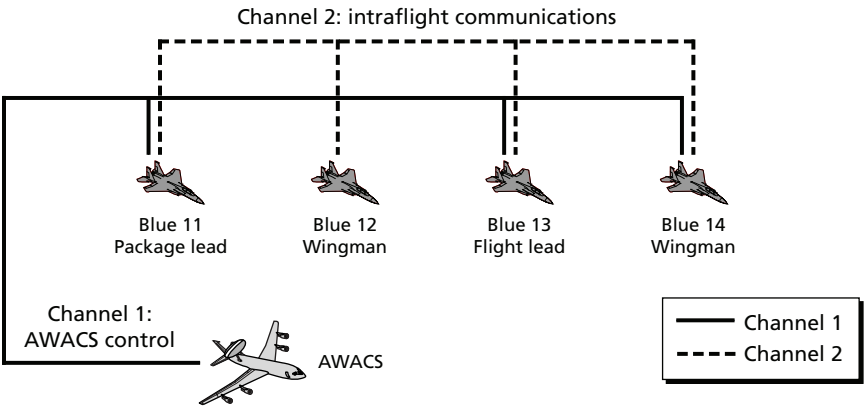 Channel 2: intraflight communications
Blue 11
Package lead
Blue 12
Wingman
Blue 13
Flight lead
Blue 14
Wingman
Channel 1:
AWACS control
AWACS
Channel 1
Channel 2